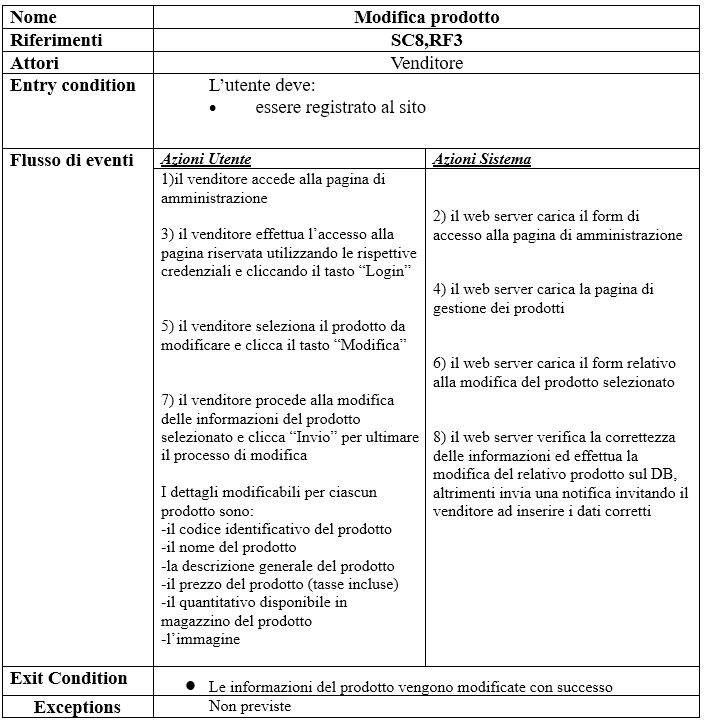 Nome
Modifica prodotto
Riferimenti
SC8,RF3
Attori
Venditore
Entry condition
L’utente deve:
• essere registrato al sito
Flusso di eventi
Azioni Utente
Azioni Sistema
1)il venditore accede alla pagina di
amministrazione
2) il web server carica il form di
accesso alla pagina di amministrazione
3) il venditore effettua l’accesso alla
pagina riservata utilizzando le rispettive
credenziali e cliccando il tasto “Login”
4) il web server carica la pagina di
gestione dei prodotti
5) il venditore seleziona il prodotto da
modificare e clicca il tasto “Modifica”
6) il web server carica il form relativo
alla modifica del prodotto selezionato
7) il venditore procede alla modifica
delle informazioni del prodotto
selezionato e clicca “Invio” per ultimare
il processo di modifica
8) il web server verifica la correttezza
delle informazioni ed effettua la
modifica del relativo prodotto sul DB,
altrimenti invia una notifica invitando il
venditore ad inserire i dati corretti
I dettagli modificabili per ciascun
prodotto sono:
-il codice identificativo del prodotto
-il nome del prodotto
-la descrizione generale del prodotto
-il prezzo del prodotto (tasse incluse)
-il quantitativo disponibile in
magazzino del prodotto
-l’immagine
Exit Condition
● Le informazioni del prodotto vengono modificate con successo
Exceptions
Non previste